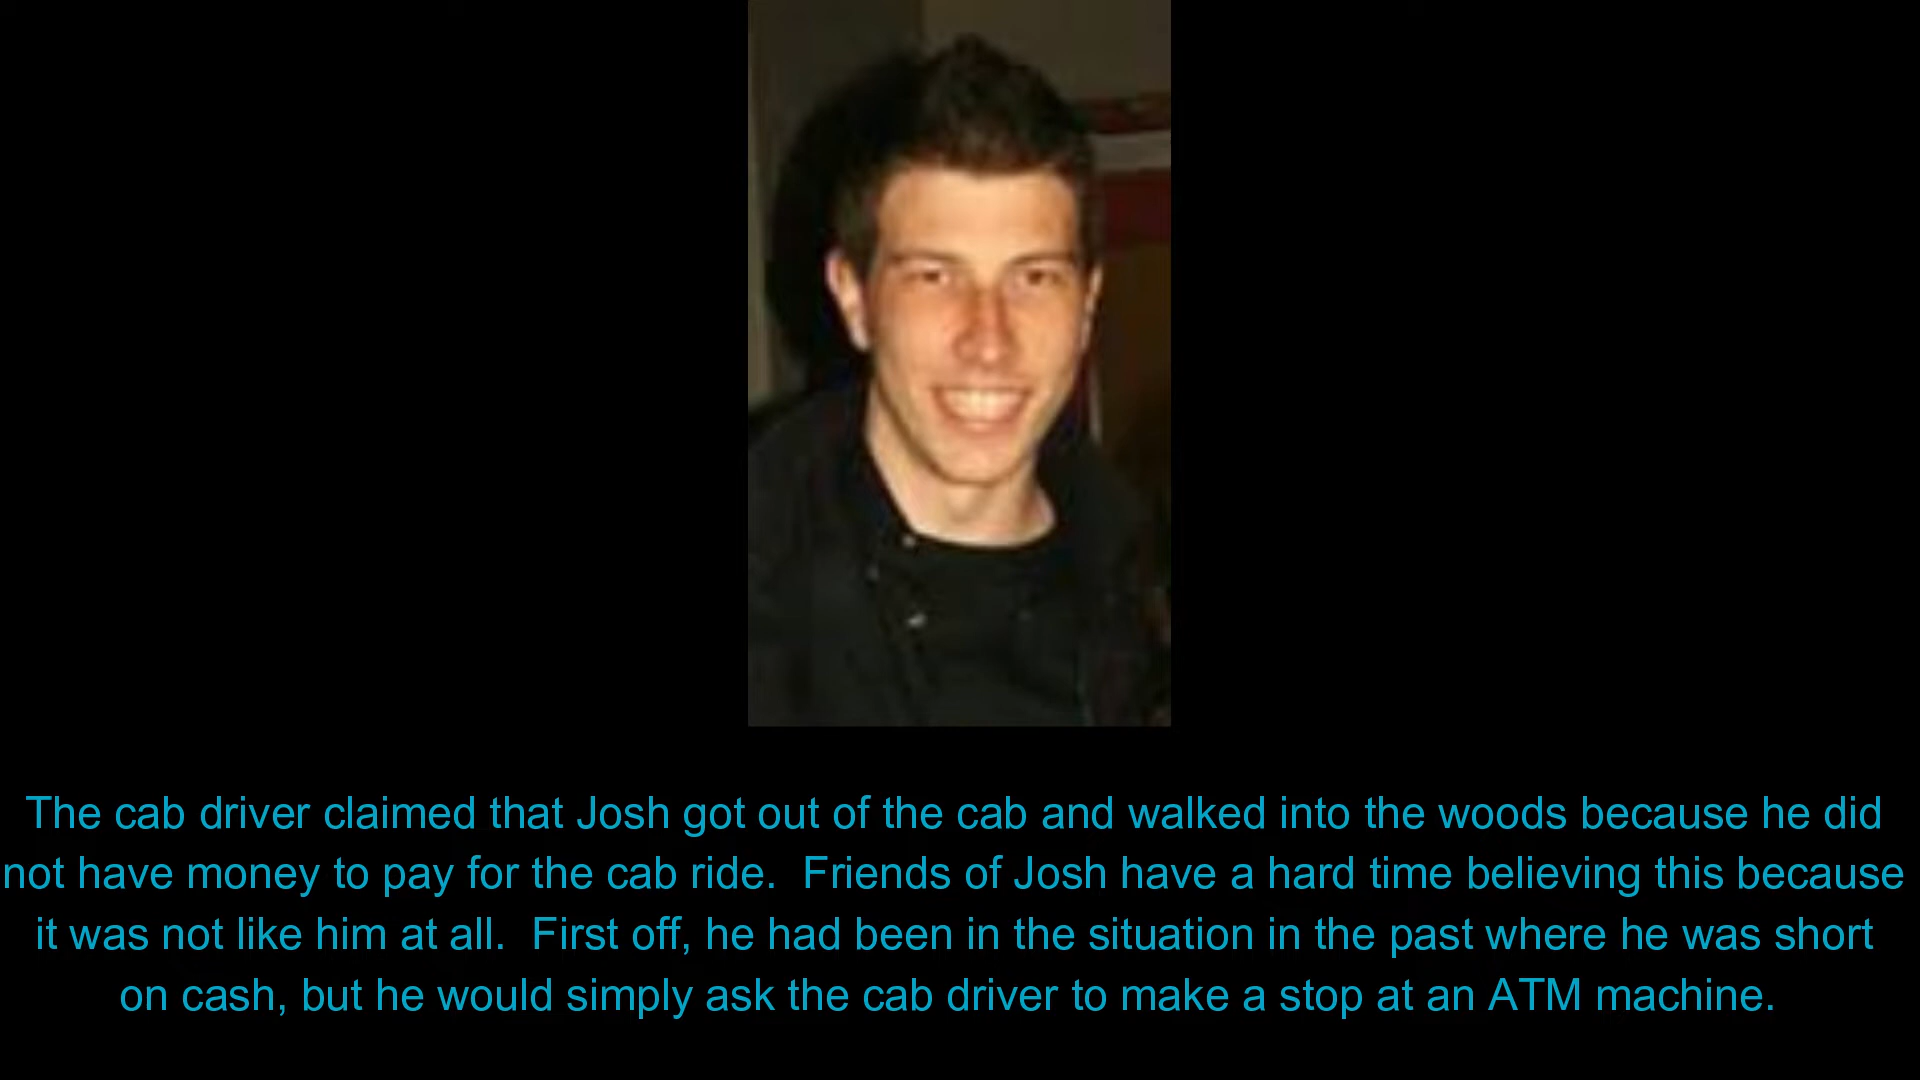 The cab driver claimed that Josh got out of the cab and walked into the woods because he did
not have money to pay for the cab ride.  Friends of Josh have a hard time believing this because
it was not like him at all.  First off, he had been in the situation in the past where he was short
on cash, but he would simply ask the cab driver to make a stop at an ATM machine.